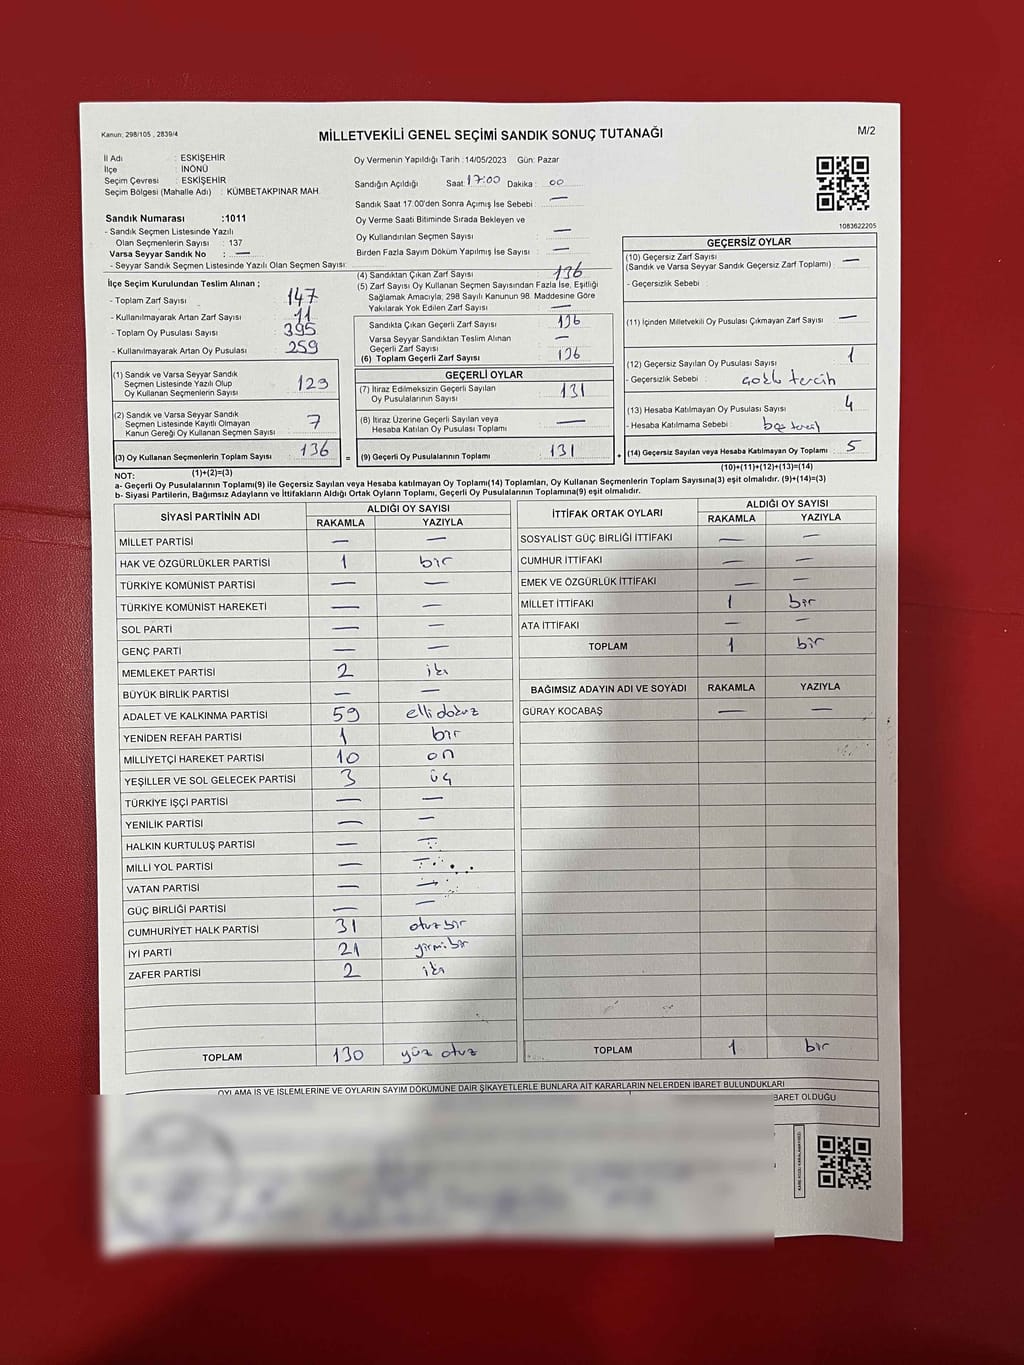 Kanun; 298/105 , 2839/4
MİLLETVEKİLİ GENEL SEÇİMİ SANDIK SONUÇ TUTANAĞI
M/2
İl Adı : ESKİŞEHİR
İlçe : İNÖNÜ
Seçim Çevresi : ESKİŞEHİR
Seçim Bölgesi (Mahalle Adı) : KÜMBETAKPINAR MAH.
Sandık Numarası :1011
- Sandık Seçmen Listesinde Yazılı
Olan Seçmenlerin Sayısı : 137
Varsa Seyyar Sandık No : —
- Seyyar Sandık Seçmen Listesinde Yazılı Olan Seçmen Sayısı:
Oy Vermenin Yapıldığı Tarih :14/05/2023 Gün: Pazar
Sandığın Açıldığı Saat: 17:00 Dakika : 00
Sandık Saat 17.00'den Sonra Açımış İse Sebebi : —
Oy Verme Saati Bitiminde Sırada Bekleyen ve
Oy Kullandırılan Seçmen Sayısı : —
Birden Fazla Sayım Döküm Yapılmış İse Sayısı : —
1083622205
İlçe Seçim Kurulundan Teslim Alınan ;
- Toplam Zarf Sayısı : 147
- Kullanılmayarak Artan Zarf Sayısı : 11
- Toplam Oy Pusulası Sayısı : 395
- Kullanılmayarak Artan Oy Pusulası : 259
(1) Sandık ve Varsa Seyyar Sandık
Seçmen Listesinde Yazılı Olup
Oy Kullanan Seçmenlerin Sayısı : 129
(2) Sandık ve Varsa Seyyar Sandık
Seçmen Listesinde Kayıtlı Olmayan
Kanun Gereği Oy Kullanan Seçmen Sayısı : 7
(3) Oy Kullanan Seçmenlerin Toplam Sayısı : 136
(1)+(2)=(3)
(4) Sandıktan Çıkan Zarf Sayısı : 136
(5) Zarf Sayısı Oy Kullanan Seçmen Sayısından Fazla İse, Eşitliği
Sağlamak Amacıyla; 298 Sayılı Kanunun 98. Maddesine Göre
Yakılarak Yok Edilen Zarf Sayısı : —
Sandıkta Çıkan Geçerli Zarf Sayısı : 136
Varsa Seyyar Sandıktan Teslim Alınan
Geçerli Zarf Sayısı : —
(6) Toplam Geçerli Zarf Sayısı : 136
GEÇERLİ OYLAR
(7) İtiraz Edilmeksizin Geçerli Sayılan
Oy Pusulalarının Sayısı : 131
(8) İtiraz Üzerine Geçerli Sayılan veya
Hesaba Katılan Oy Pusulası Toplamı : —
= (9) Geçerli Oy Pusulalarının Toplamı : 131
GEÇERSİZ OYLAR
(10) Geçersiz Zarf Sayısı : —
(Sandık ve Varsa Seyyar Sandık Geçersiz Zarf Toplamı)
- Geçersizlik Sebebi :
(11) İçinden Milletvekili Oy Pusulası Çıkmayan Zarf Sayısı : —
(12) Geçersiz Sayılan Oy Pusulası Sayısı : 1
- Geçersizlik Sebebi : çoklu tercih
(13) Hesaba Katılmayan Oy Pusulası Sayısı : 4
- Hesaba Katılmama Sebebi :
+ (14) Geçersiz Sayılan veya Hesaba Katılmayan Oy Toplamı : 5
(10)+(11)+(12)+(13)=(14)
NOT:
a- Geçerli Oy Pusulalarının Toplamı(9) ile Geçersiz Sayılan veya Hesaba katılmayan Oy Toplamı(14) Toplamları, Oy Kullanan Seçmenlerin Toplam Sayısına(3) eşit olmalıdır. (9)+(14)=(3)
b- Siyasi Partilerin, Bağımsız Adayların ve İttifakların Aldığı Ortak Oyların Toplamı, Geçerli Oy Pusulalarının Toplamına(9) eşit olmalıdır.
SİYASİ PARTİNİN ADI ALDIĞI OY SAYISI
RAKAMLA YAZIYLA
MİLLET PARTİSİ — —
HAK VE ÖZGÜRLÜKLER PARTİSİ 1 bir
TÜRKİYE KOMÜNİST PARTİSİ — —
TÜRKİYE KOMÜNİST HAREKETİ — —
SOL PARTİ — —
GENÇ PARTİ — —
MEMLEKET PARTİSİ 2 iki
BÜYÜK BİRLİK PARTİSİ — —
ADALET VE KALKINMA PARTİSİ 59 elli dokuz
YENİDEN REFAH PARTİSİ 1 bir
MİLLİYETÇİ HAREKET PARTİSİ 10 on
YEŞİLLER VE SOL GELECEK PARTİSİ 3 üç
TÜRKİYE İŞÇİ PARTİSİ — —
YENİLİK PARTİSİ — —
HALKIN KURTULUŞ PARTİSİ — —
MİLLİ YOL PARTİSİ — —
VATAN PARTİSİ — —
GÜÇ BİRLİĞİ PARTİSİ — —
CUMHURİYET HALK PARTİSİ 31 otuz bir
İYİ PARTİ 21 yirmi bir
ZAFER PARTİSİ 2 iki
TOPLAM 130 yüz otuz
İTTİFAK ORTAK OYLARI ALDIĞI OY SAYISI
RAKAMLA YAZIYLA
SOSYALİST GÜÇ BİRLİĞİ İTTİFAKI — —
CUMHUR İTTİFAKI — —
EMEK VE ÖZGÜRLÜK İTTİFAKI — —
MİLLET İTTİFAKI 1 bir
ATA İTTİFAKI — —
TOPLAM 1 bir
BAĞIMSIZ ADAYIN ADI VE SOYADI RAKAMLA YAZIYLA
GÜRAY KOCABAŞ — —
TOPLAM 1 bir
OYLAMA İŞ VE İŞLEMLERİNE VE OYLARIN SAYIM DÖKÜMÜNE DAİR ŞİKAYETLERLE BUNLARA AİT KARARLARIN NELERDEN İBARET BULUNDUKLARI
BARET OLDUĞU